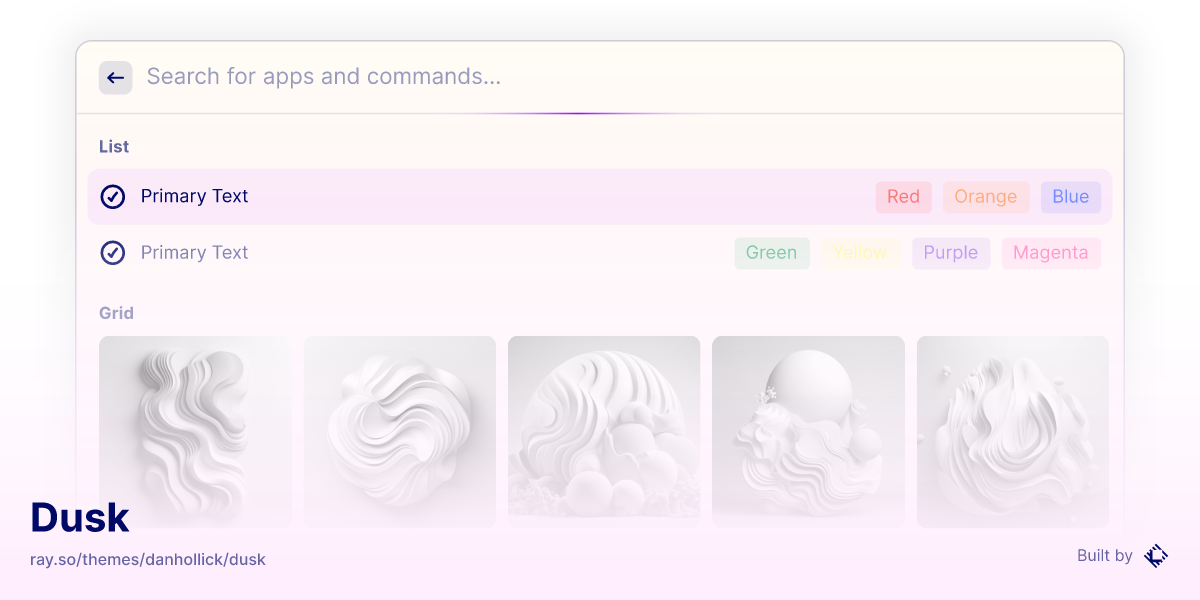 Search for apps and commands...
List
Primary Text Red Orange Blue
Primary Text Green Yellow Purple Magenta
Grid
Dusk
ray.so/themes/danhollick/dusk
Built by